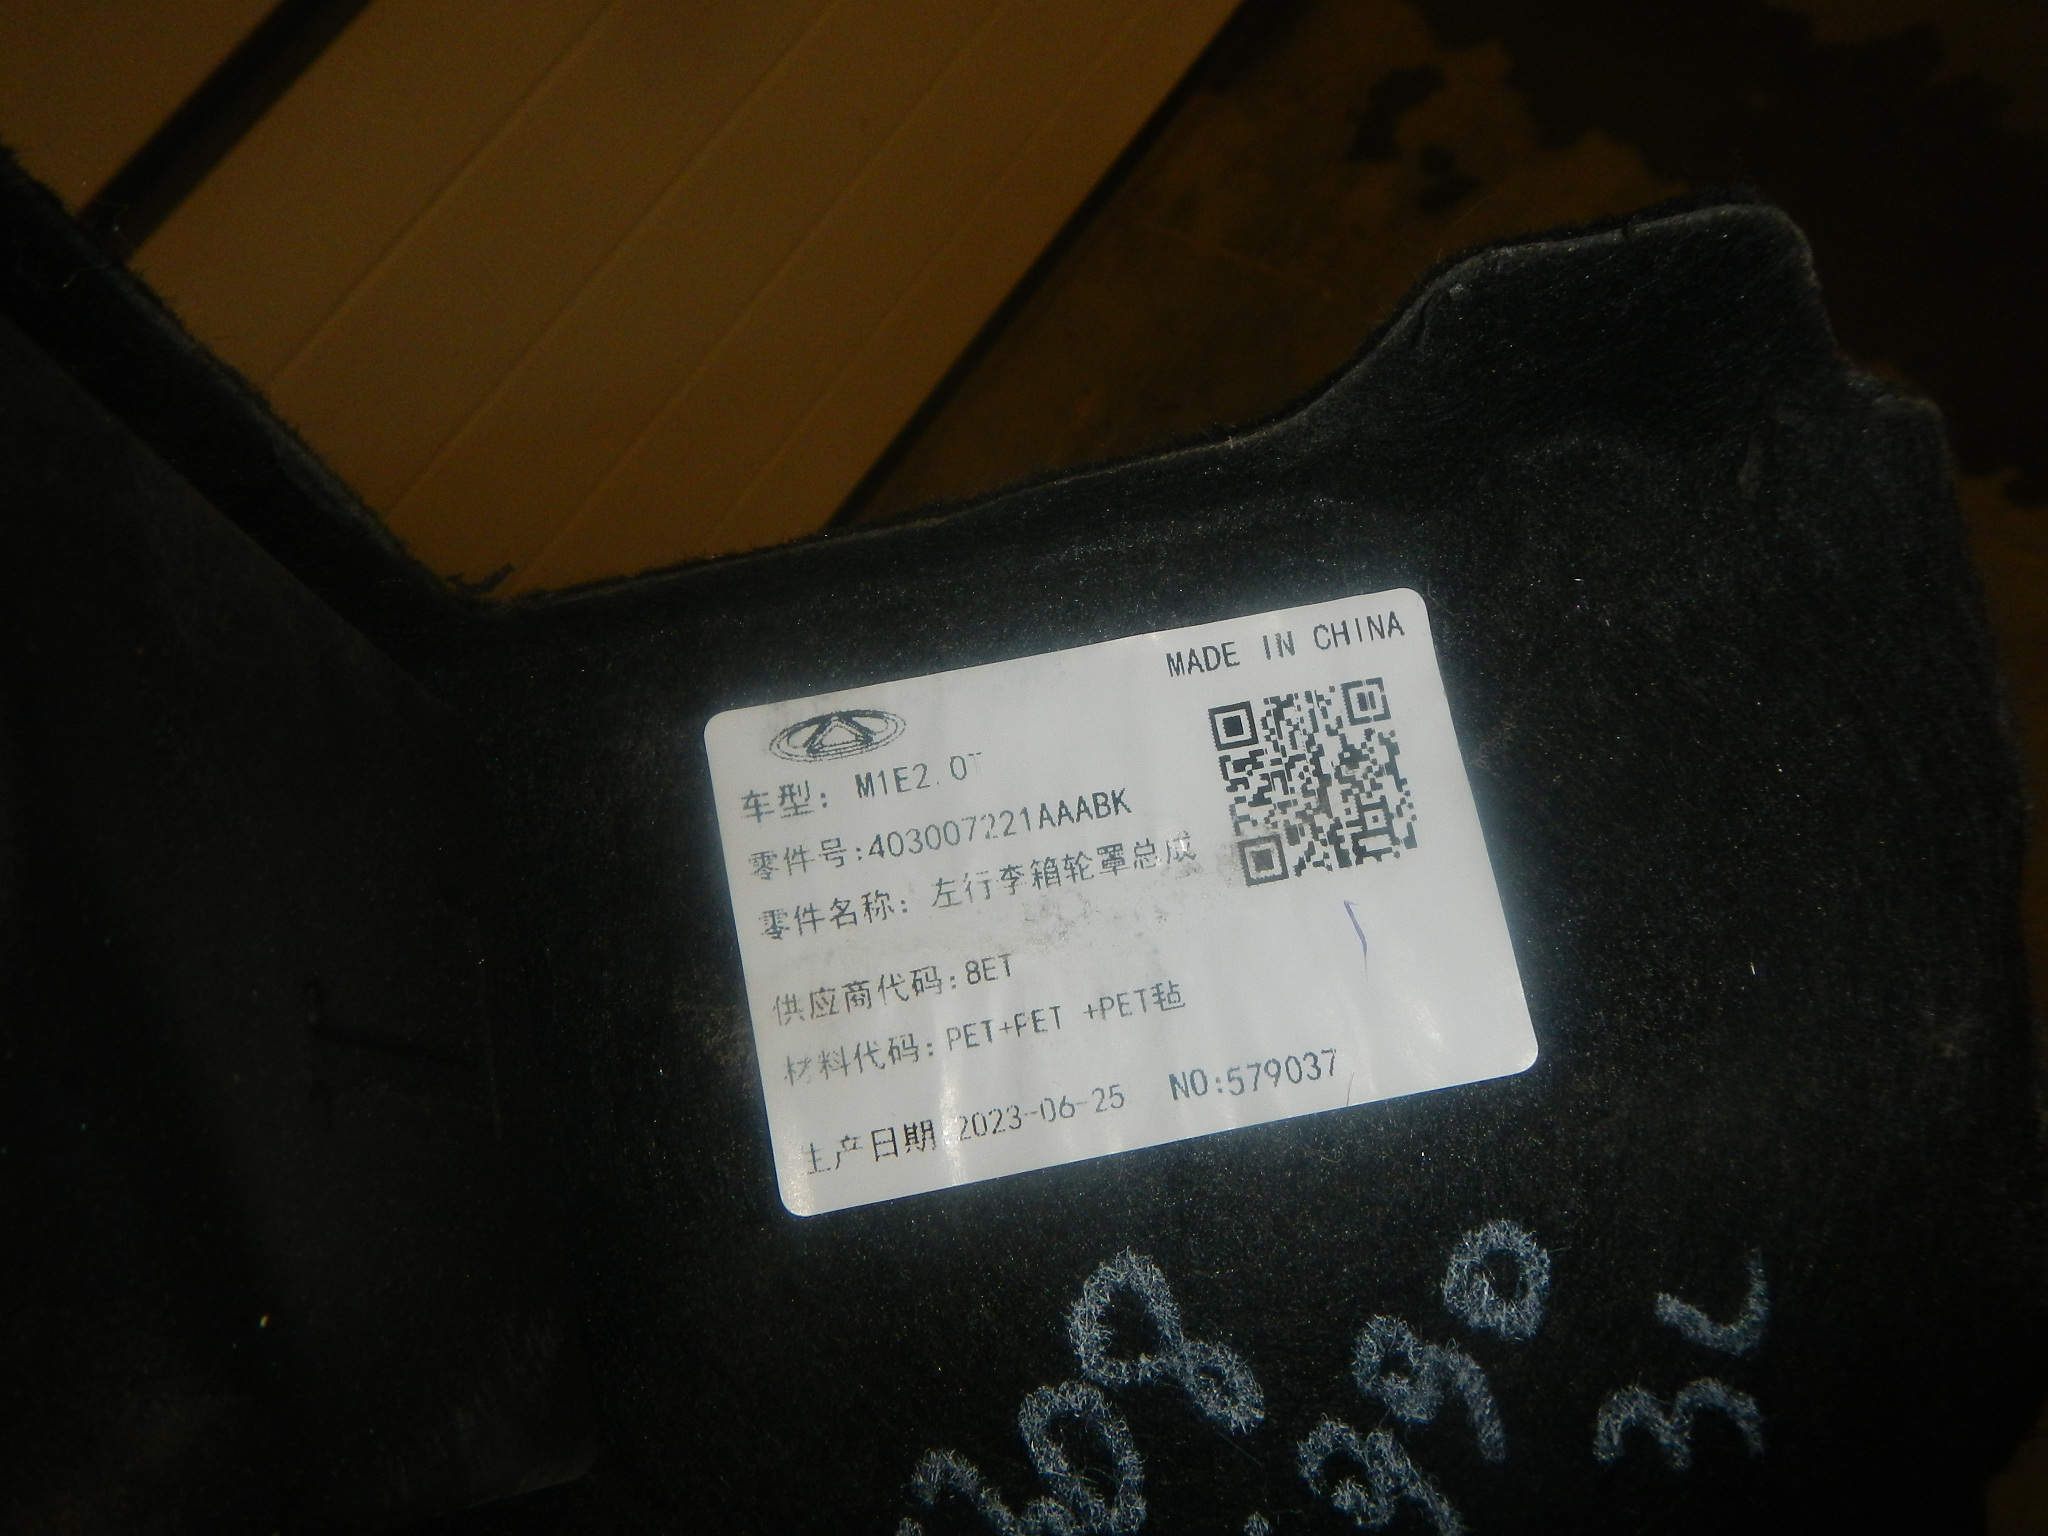 MADE IN CHINA
车型: M1E2.0T
零件号:403007221AAABK
零件名称: 左行李箱轮罩总成
供应商代码:8ET
材料代码: PET+PET +PET毡
生产日期 2023-06-25 NO:579037